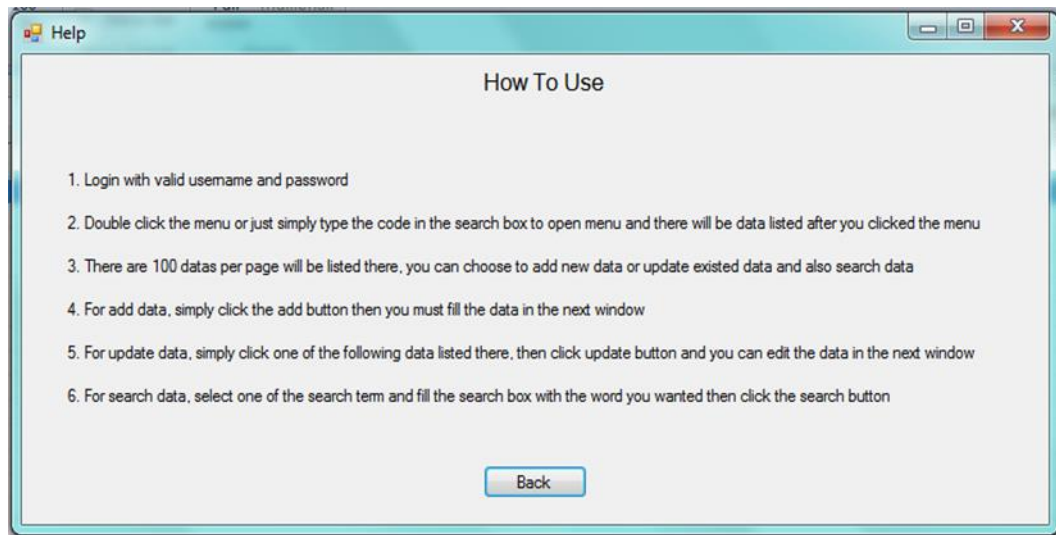 Help
How To Use
1. Login with valid username and password
2. Double click the menu or just simply type the code in the search box to open menu and there will be data listed after you clicked the menu
3. There are 100 datas per page will be listed there, you can choose to add new data or update existed data and also search data
4. For add data, simply click the add button then you must fill the data in the next window
5. For update data, simply click one of the following data listed there, then click update button and you can edit the data in the next window
6. For search data, select one of the search term and fill the search box with the word you wanted then click the search button
Back